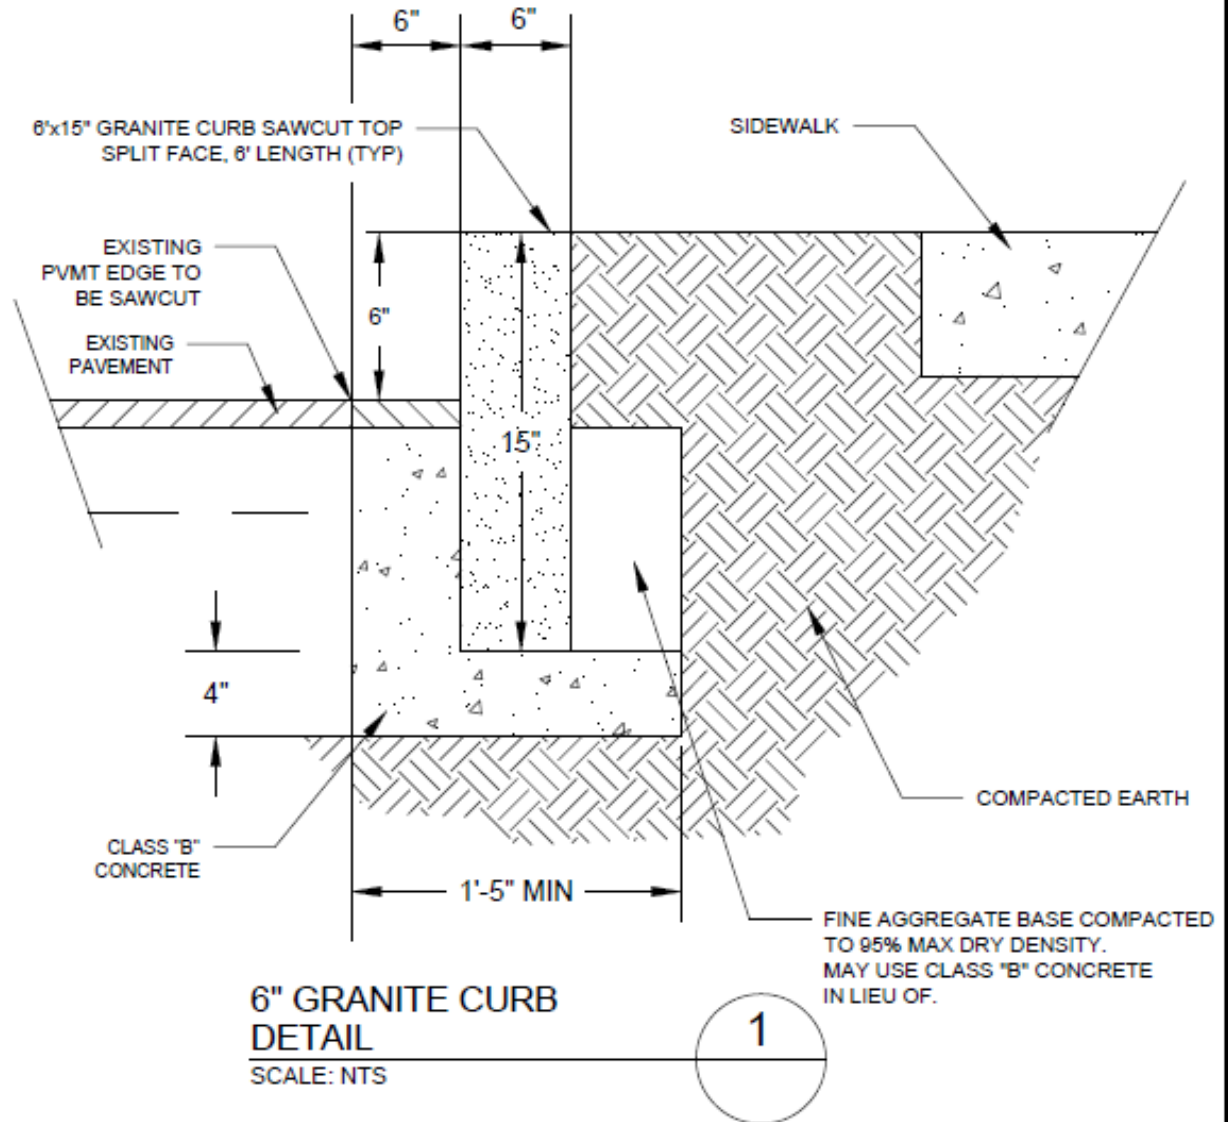 6"
6"
6'x15" GRANITE CURB SAWCUT TOP
SPLIT FACE, 6' LENGTH (TYP)
SIDEWALK
EXISTING
PVMT EDGE TO
BE SAWCUT
6"
EXISTING
PAVEMENT
15"
4"
COMPACTED EARTH
CLASS "B"
CONCRETE
1'-5" MIN
FINE AGGREGATE BASE COMPACTED
TO 95% MAX DRY DENSITY.
MAY USE CLASS "B" CONCRETE
IN LIEU OF.
6" GRANITE CURB
DETAIL
1
SCALE: NTS